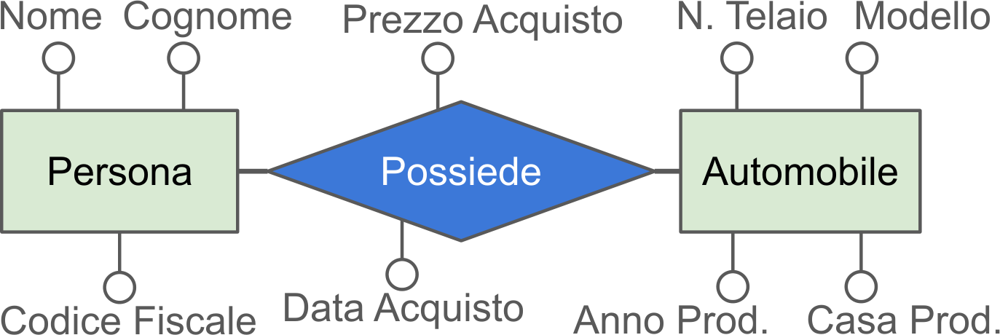 Nome Cognome Prezzo Acquisto N. Telaio Modello
Persona Possiede Automobile
Codice Fiscale Data Acquisto Anno Prod. Casa Prod.